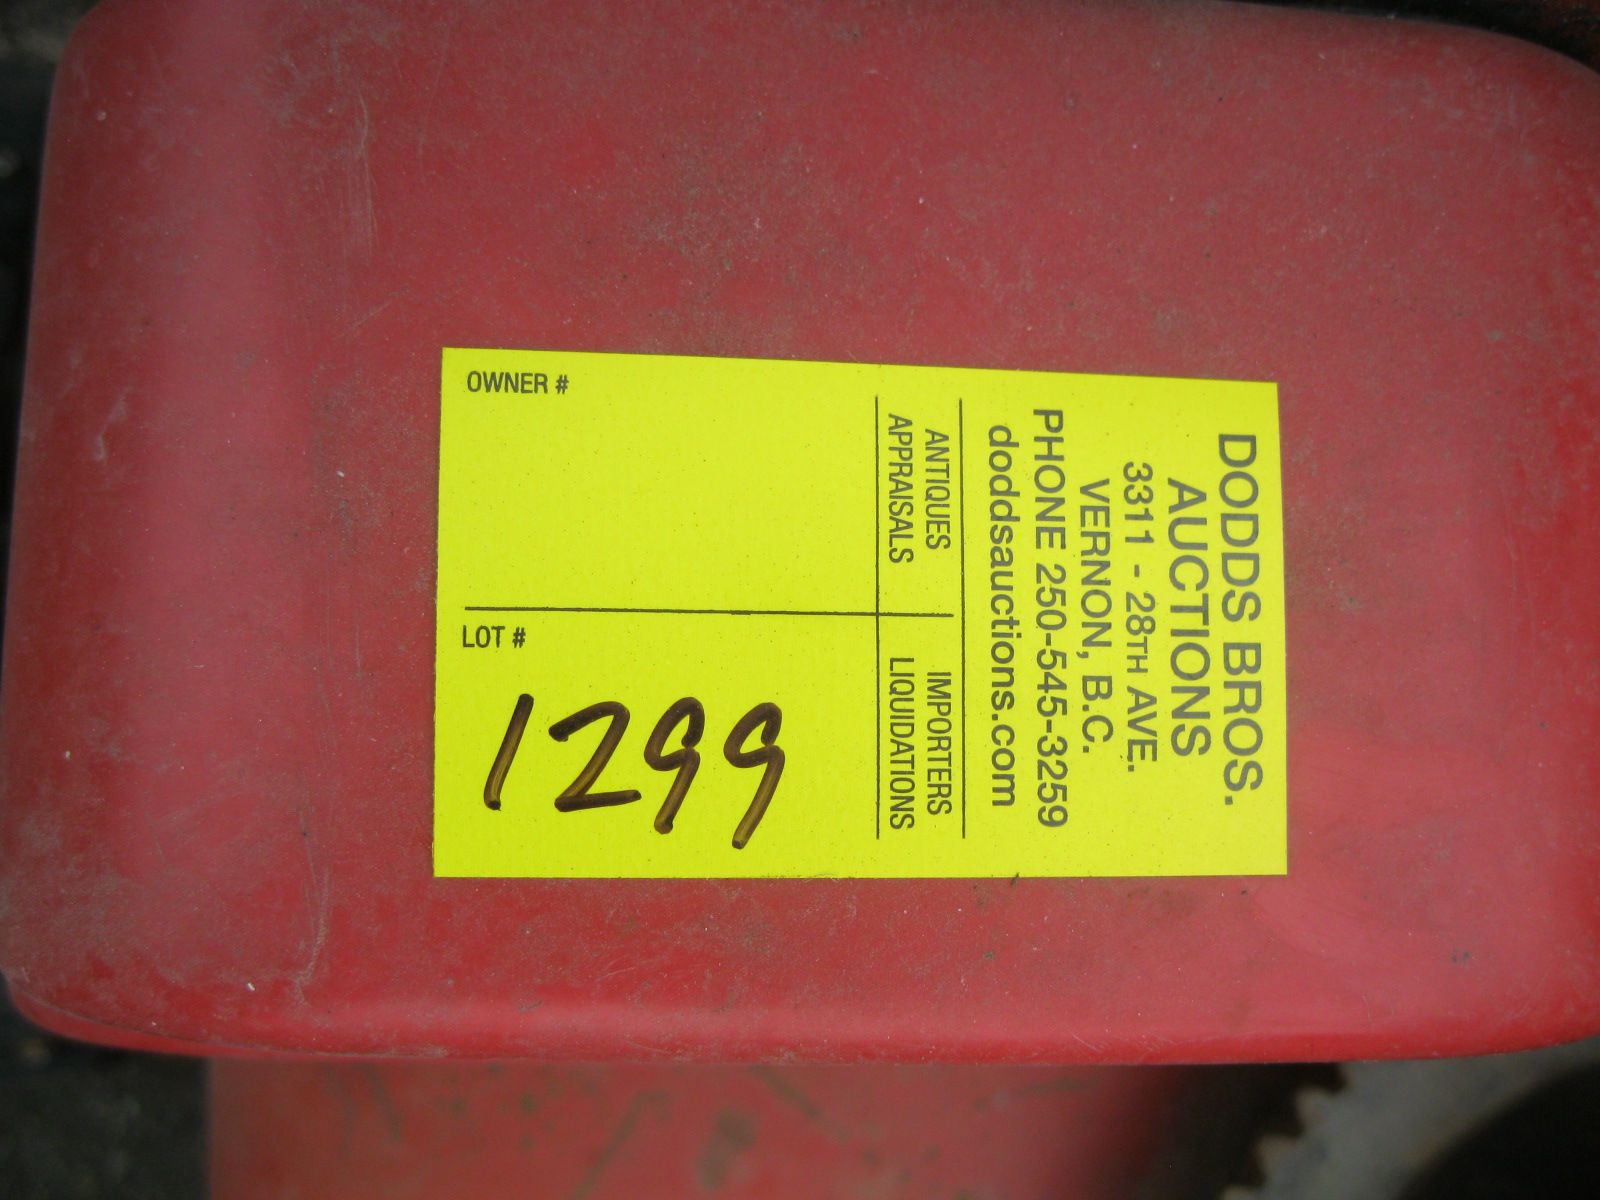 DODDS BROS.
AUCTIONS
3311 - 28TH AVE.
VERNON, B.C.
PHONE 250-545-3259
doddsauctions.com
ANTIQUES IMPORTERS
APPRAISALS LIQUIDATIONS
OWNER #
LOT #
1299